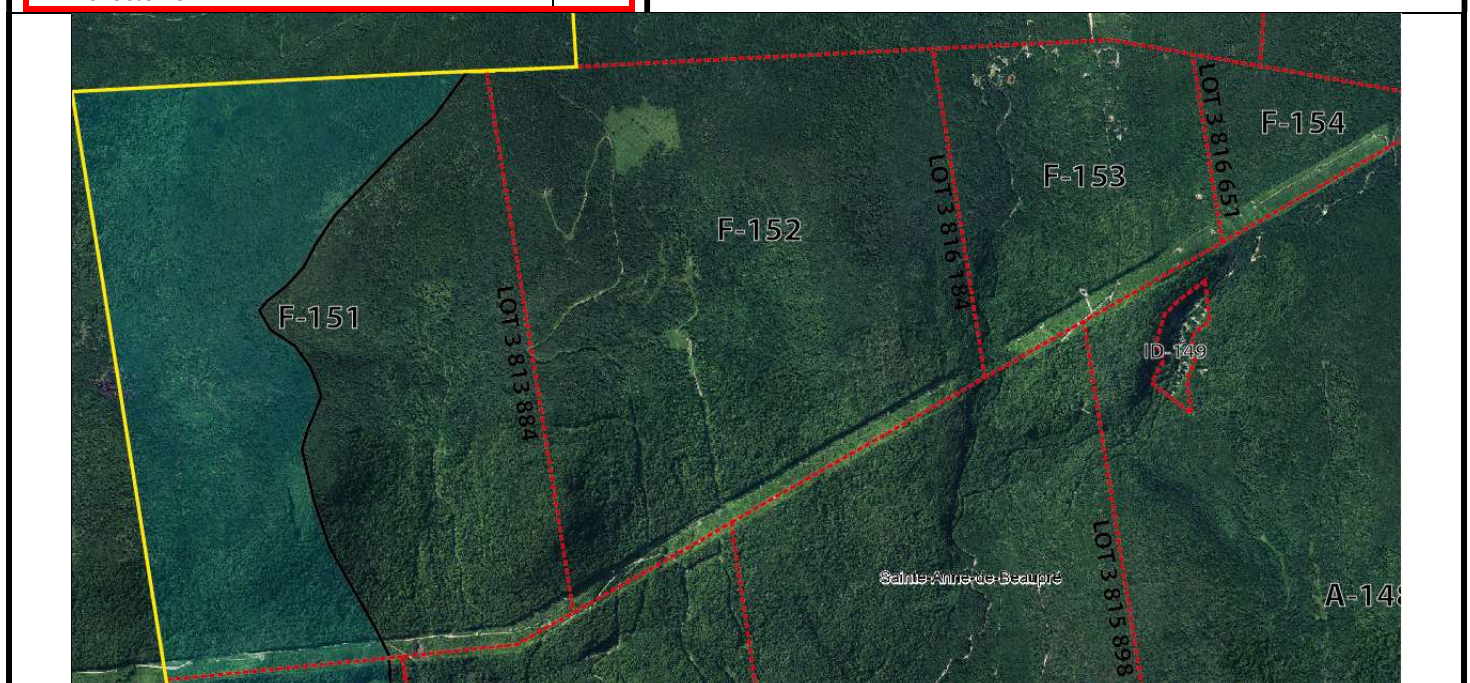 F-154
LOT 3 816 651
F-153
LOT 3 816 184
F-152
F-151
LOT 3 813 884
ID-149
LOT 3 815 898
Sainte-Anne-de-Beaupré
A-148